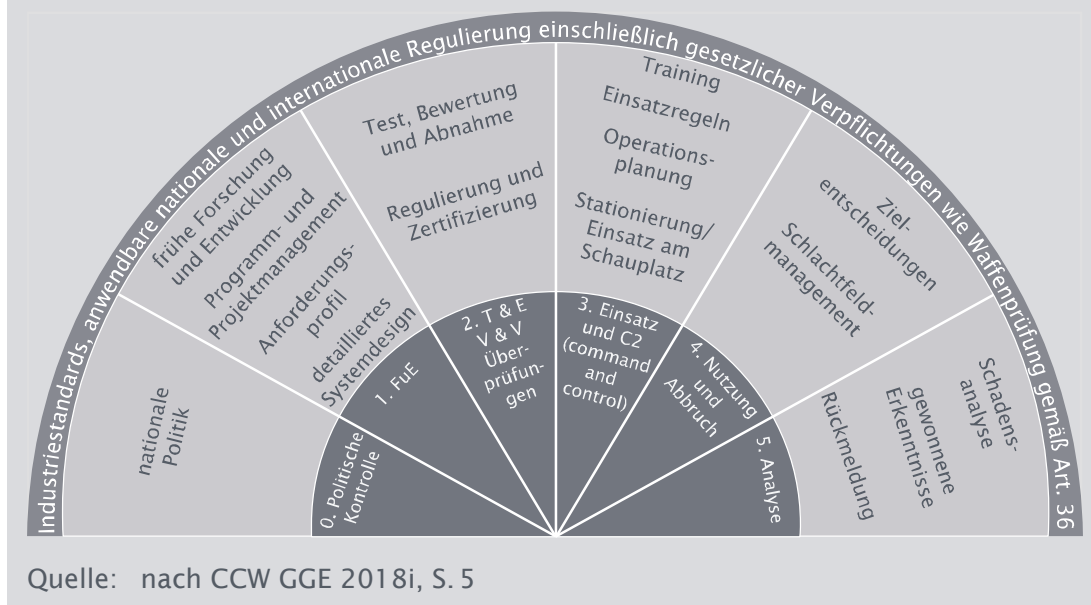 Industriestandards, anwendbare nationale und internationale Regulierung einschließlich gesetzlicher Verpflichtungen wie Waffenprüfung gemäß Art. 36
nationale
Politik
0. Politische
Kontrolle
frühe Forschung
und Entwicklung
Programm- und
Projektmanagement
Anforderungs-
profil
detailliertes
Systemdesign
1. FuE
Test, Bewertung
und Abnahme
Regulierung und
Zertifizierung
2. T & E
V & V
Über-
prüfun-
gen
Training
Einsatzregeln
Operations-
planung
Stationierung/
Einsatz am
Schauplatz
3. Einsatz
und C2
(command
and
control)
Ziel-
entscheidungen
Schlachtfeld-
management
4. Nutzung
und
Abbruch
Schadens-
analyse
gewonnene
Erkenntnisse
Rückmeldung
5. Analyse
Quelle: nach CCW GGE 2018i, S. 5